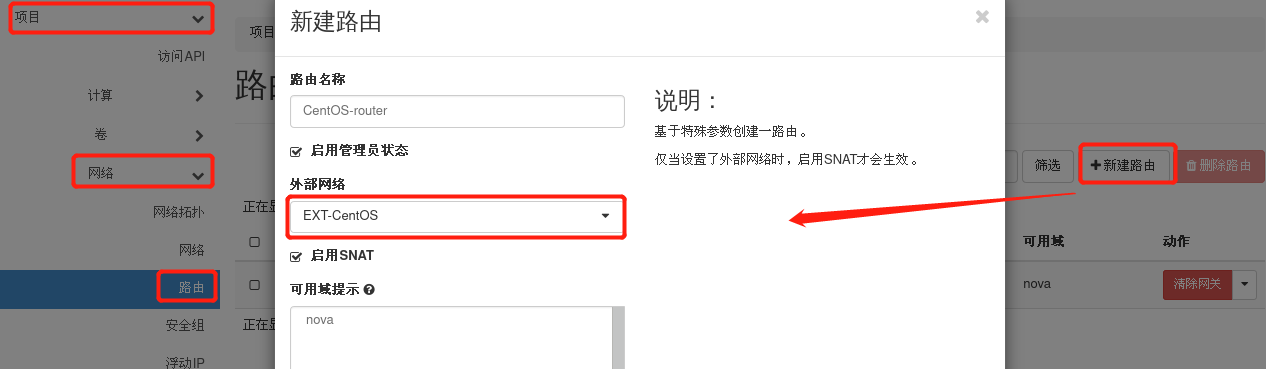 项目
访问API
计算
卷
网络
网络拓扑
网络
路由
安全组
浮动IP
项目
路由
正在显
正在显
新建路由
×
路由名称
CentOS-router
启用管理员状态
外部网络
EXT-CentOS
启用SNAT
可用域提示
nova
说明：
基于特殊参数创建一路由。
仅当设置了外部网络时，启用SNAT才会生效。
筛选
+新建路由
删除路由
可用域
动作
nova
清除网关